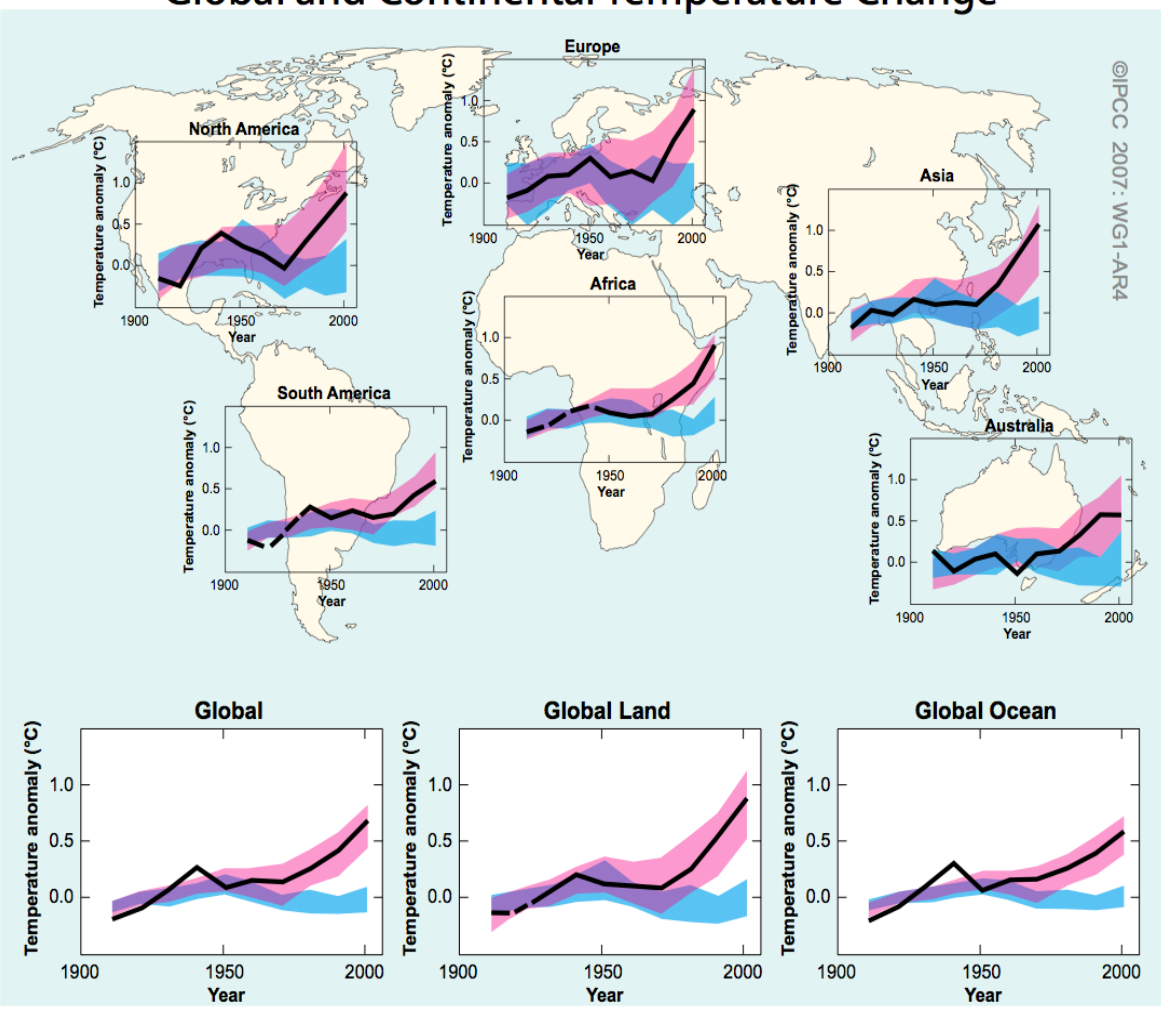 Global and Continental Temperature Change
Europe
Temperature anomaly (°C)
1.0
0.5
0.0
1900
1950
2000
Year
North America
Temperature anomaly (°C)
1.0
0.5
0.0
1900
1950
2000
Year
Asia
Temperature anomaly (°C)
1.0
0.5
0.0
1900
1950
2000
Year
©IPCC 2007: WG1-AR4
Africa
Temperature anomaly (°C)
1.0
0.5
0.0
1900
1950
2000
Year
South America
Temperature anomaly (°C)
1.0
0.5
0.0
1900
1950
2000
Year
Australia
Temperature anomaly (°C)
1.0
0.5
0.0
1900
1950
2000
Year
Global
Temperature anomaly (°C)
1.0
0.5
0.0
1900
1950
2000
Year
Global Land
Temperature anomaly (°C)
1.0
0.5
0.0
1900
1950
2000
Year
Global Ocean
Temperature anomaly (°C)
1.0
0.5
0.0
1900
1950
2000
Year